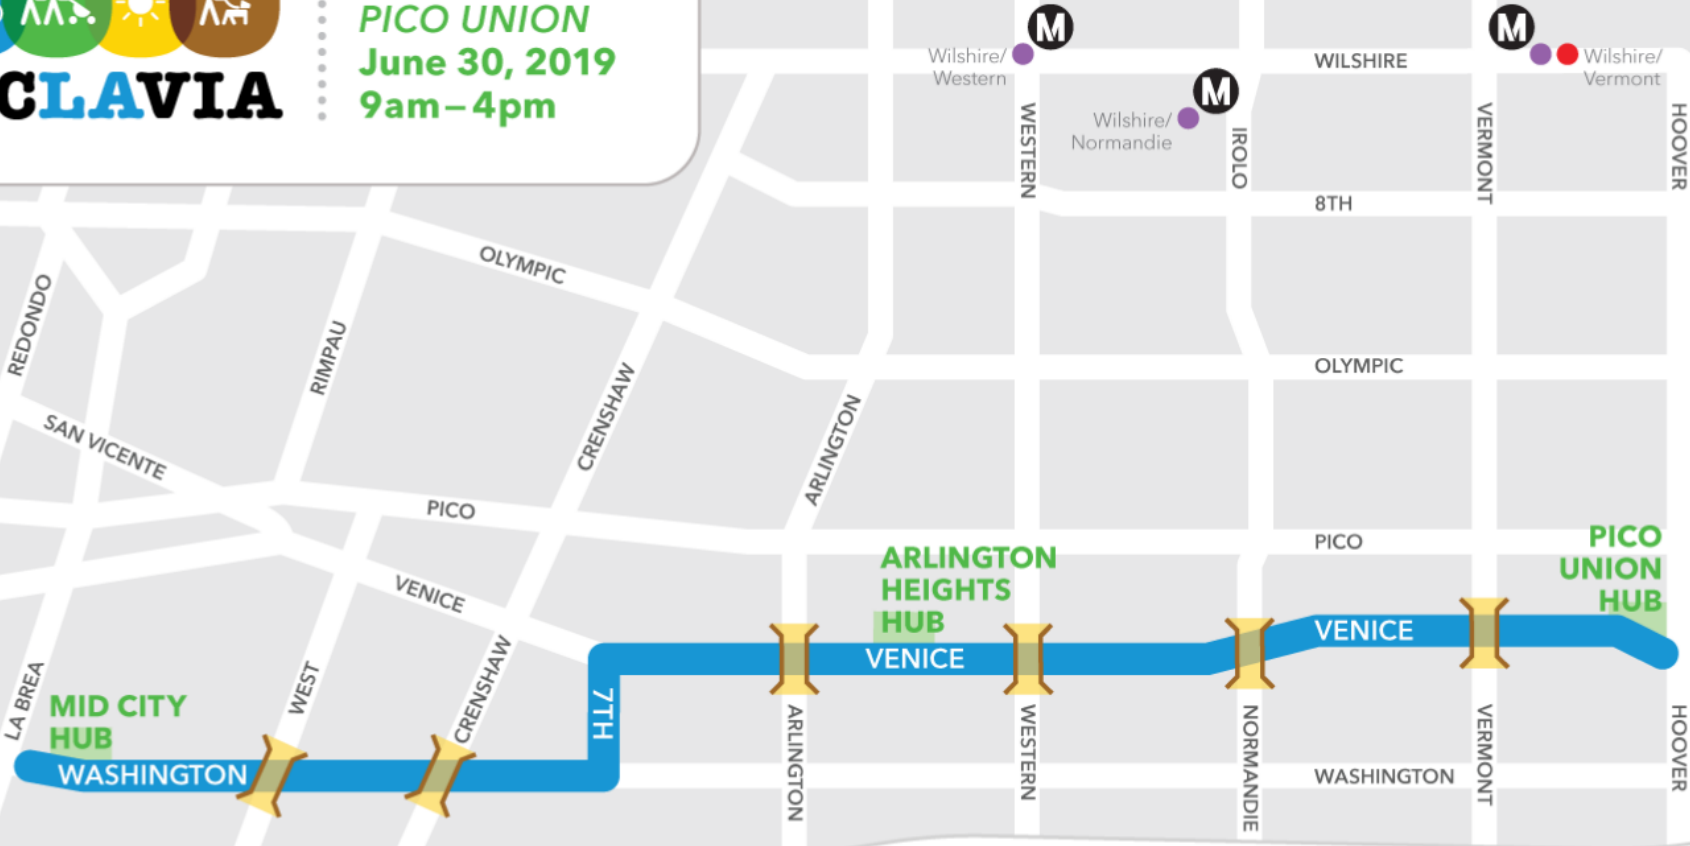 CLAVIA
PICO UNION
June 30, 2019
9am–4pm
M
Wilshire/
Western
M
Wilshire/
Normandie
M
Wilshire/
Vermont
WILSHIRE
WESTERN
IROLO
VERMONT
HOOVER
8TH
OLYMPIC
REDONDO
RIMPAU
CRENSHAW
ARLINGTON
OLYMPIC
SAN VICENTE
PICO
PICO
VENICE
ARLINGTON
HEIGHTS
HUB
PICO
UNION
HUB
VENICE
VENICE
LA BREA
WEST
CRENSHAW
7TH
MID CITY
HUB
WASHINGTON
ARLINGTON
WESTERN
NORMANDIE
WASHINGTON
VERMONT
HOOVER